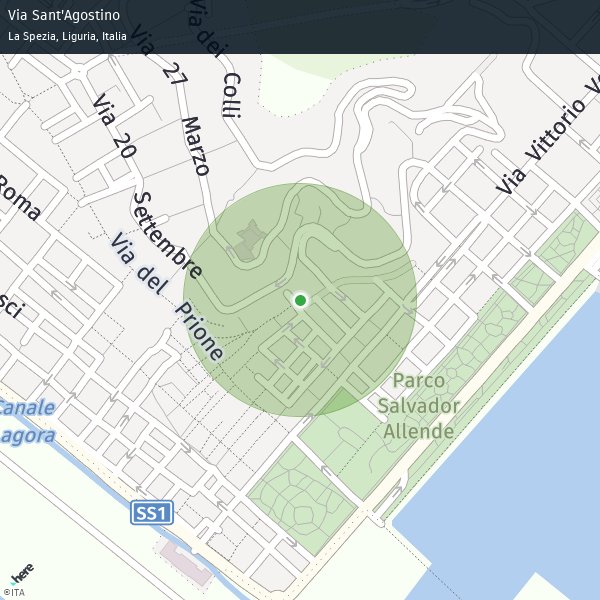 Via Sant'Agostino
La Spezia, Liguria, Italia
Via 27 Marzo
Via dei Colli
Via 20 Settembre
Via Vittorio
Roma
Via del Prione
sci
Canale
agora
Parco
Salvador
Allende
SS1
here
©ITA